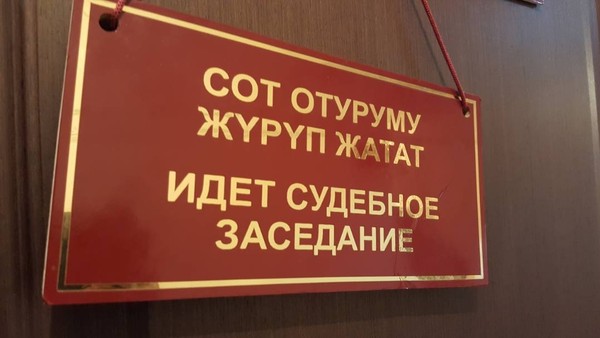 СОТ ОТУРУМУ
ЖҮРҮП ЖАТАТ
ИДЕТ СУДЕБНОЕ
ЗАСЕДАНИЕ